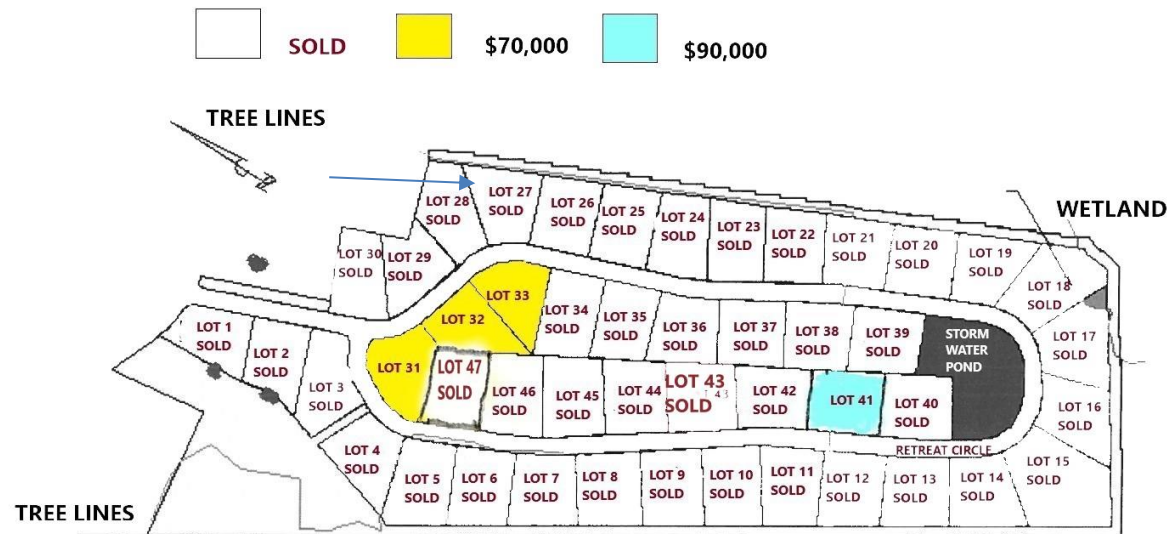 SOLD
$70,000
$90,000
TREE LINES
WETLAND
LOT 28
SOLD
LOT 27
SOLD
LOT 26
SOLD
LOT 25
SOLD
LOT 24
SOLD
LOT 23
SOLD
LOT 22
SOLD
LOT 21
SOLD
LOT 20
SOLD
LOT 19
SOLD
LOT 18
SOLD
LOT 30
SOLD
LOT 29
SOLD
LOT 17
SOLD
LOT 33
LOT 32
LOT 31
LOT 34
SOLD
LOT 35
SOLD
LOT 36
SOLD
LOT 37
SOLD
LOT 38
SOLD
LOT 39
SOLD
STORM
WATER
POND
LOT 1
SOLD
LOT 2
SOLD
LOT 3
SOLD
LOT 47
SOLD
LOT 46
SOLD
LOT 45
SOLD
LOT 44
SOLD
LOT 43
SOLD
43
LOT 42
SOLD
LOT 41
LOT 40
SOLD
LOT 16
SOLD
RETREAT CIRCLE
LOT 4
SOLD
LOT 5
SOLD
LOT 6
SOLD
LOT 7
SOLD
LOT 8
SOLD
LOT 9
SOLD
LOT 10
SOLD
LOT 11
SOLD
LOT 12
SOLD
LOT 13
SOLD
LOT 14
SOLD
LOT 15
SOLD
TREE LINES